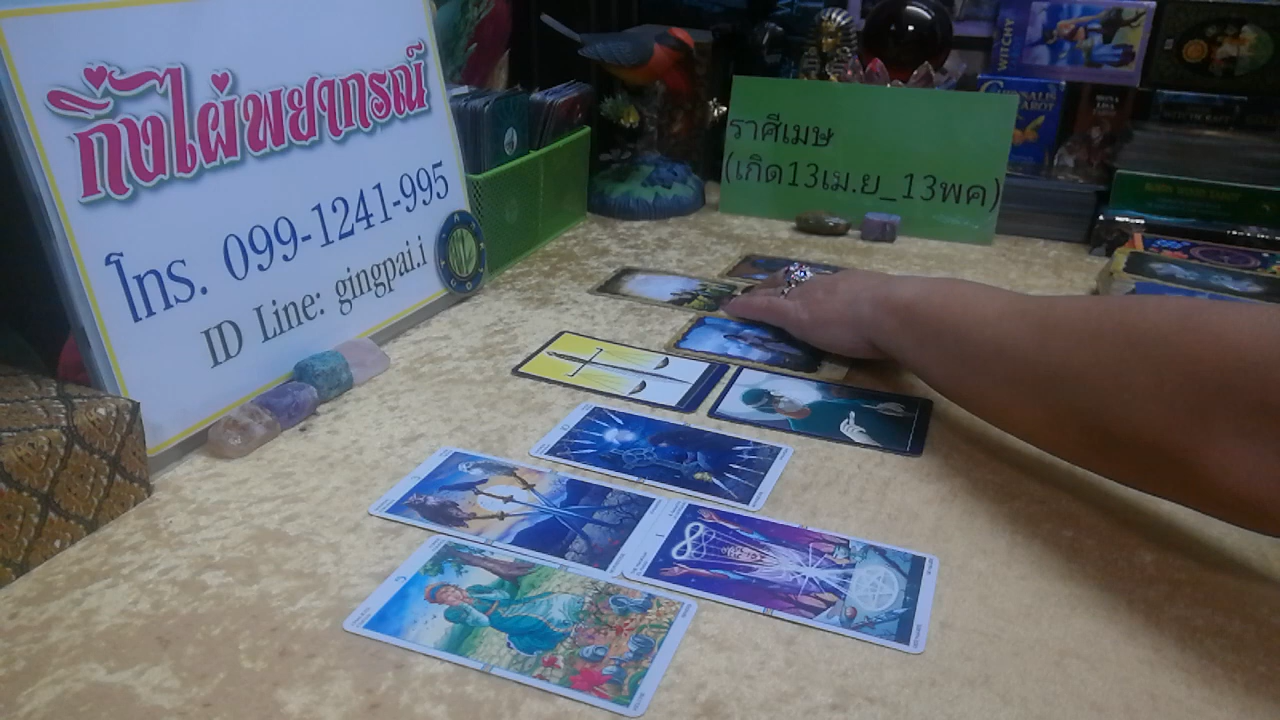 กิ่งไผ่พยากรณ์
โทร. 099-1241-995
ID Line: gingpai.i
ราศีเมษ
(เกิด13เม.ย_13พค)
WITCHY
TAROT